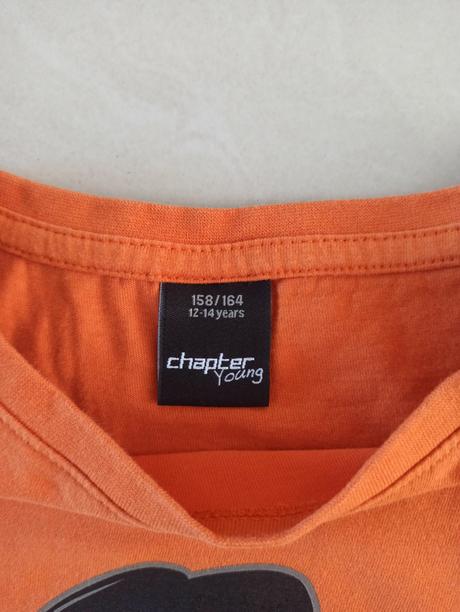 158/164
12-14 years
chapter
Young